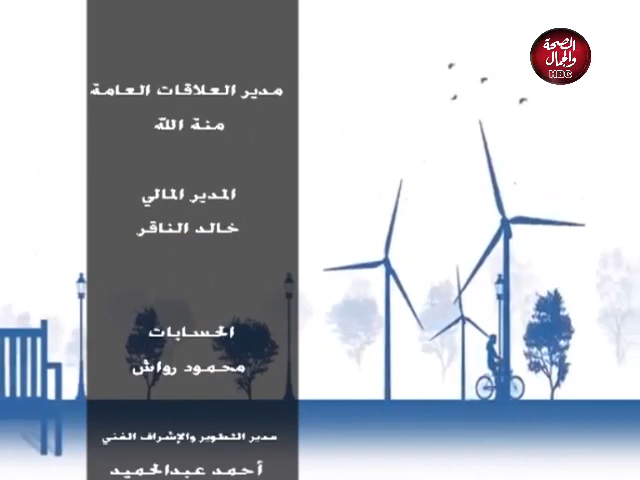 الصحة
والجمال
HBC
مدير العلاقات العامة
منة الله
المدير المالي
خالد الناقر
الحسابات
محمود رواش
مدير التطوير والإشراف الفني
أحمد عبدالحميد